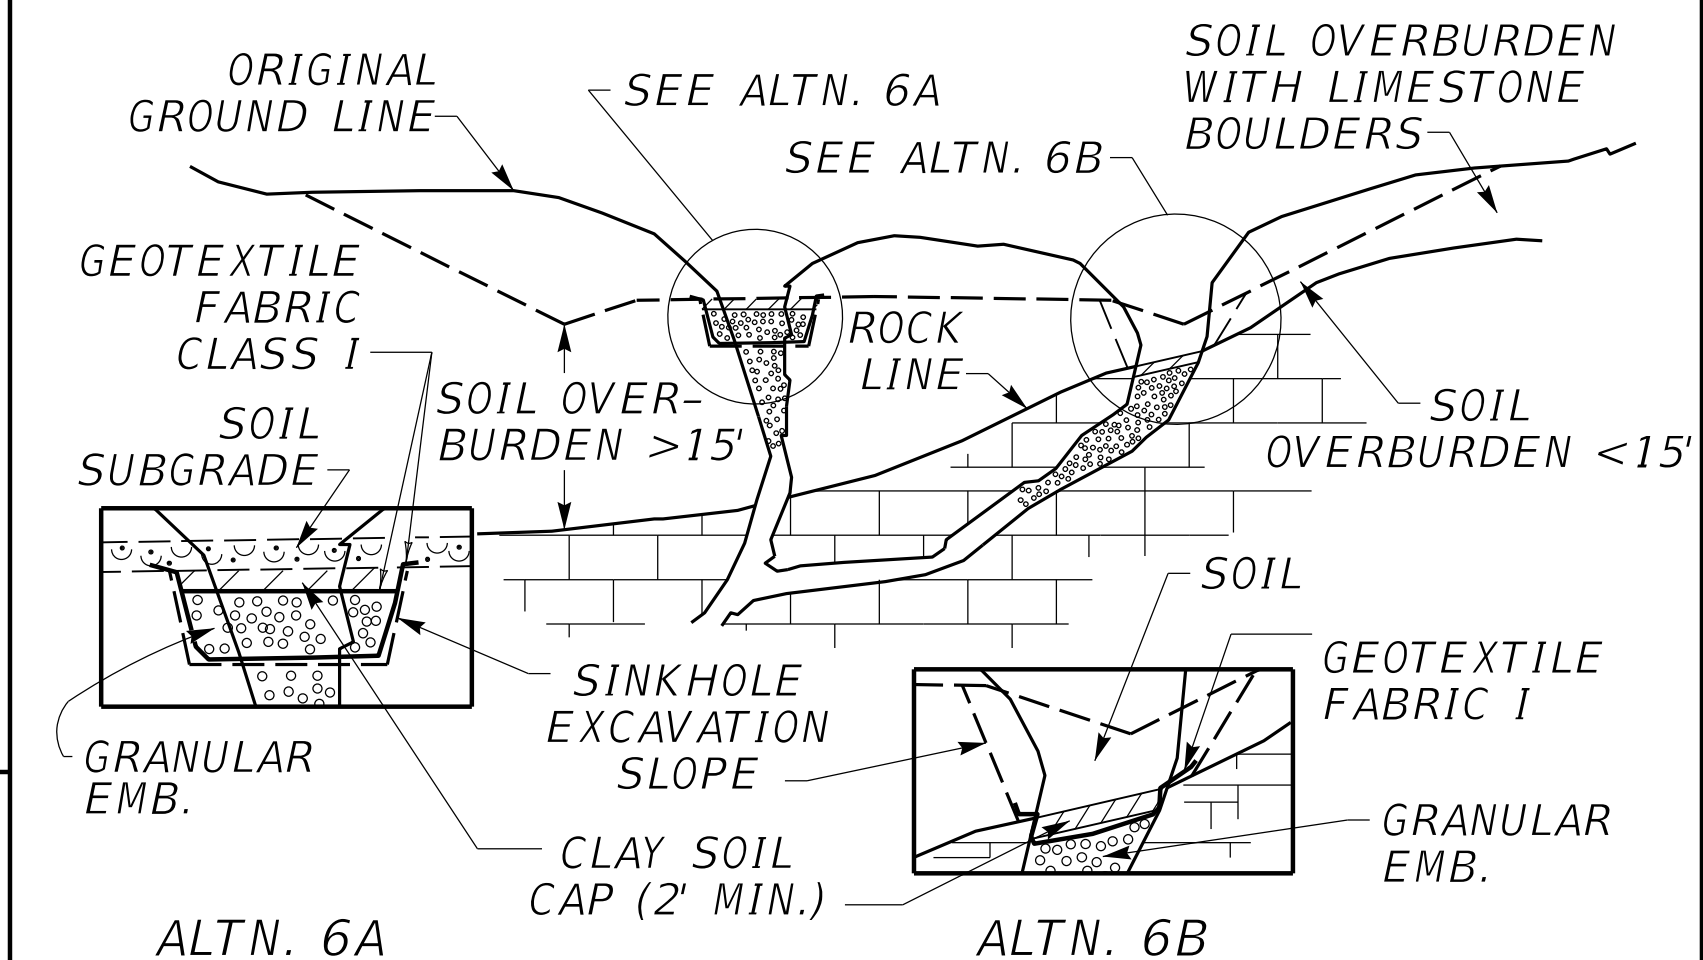 ORIGINAL
GROUND LINE
SEE ALTN. 6A
SEE ALTN. 6B
SOIL OVERBURDEN
WITH LIMESTONE
BOULDERS
GEOTEXTILE
FABRIC
CLASS I
SOIL
SUBGRADE
SOIL OVER-
BURDEN >15'
ROCK
LINE
SOIL
OVERBURDEN <15'
SOIL
GEOTEXTILE
FABRIC I
SINKHOLE
EXCAVATION
SLOPE
GRANULAR
EMB.
CLAY SOIL
CAP (2' MIN.)
GRANULAR
EMB.
ALTN. 6A
ALTN. 6B